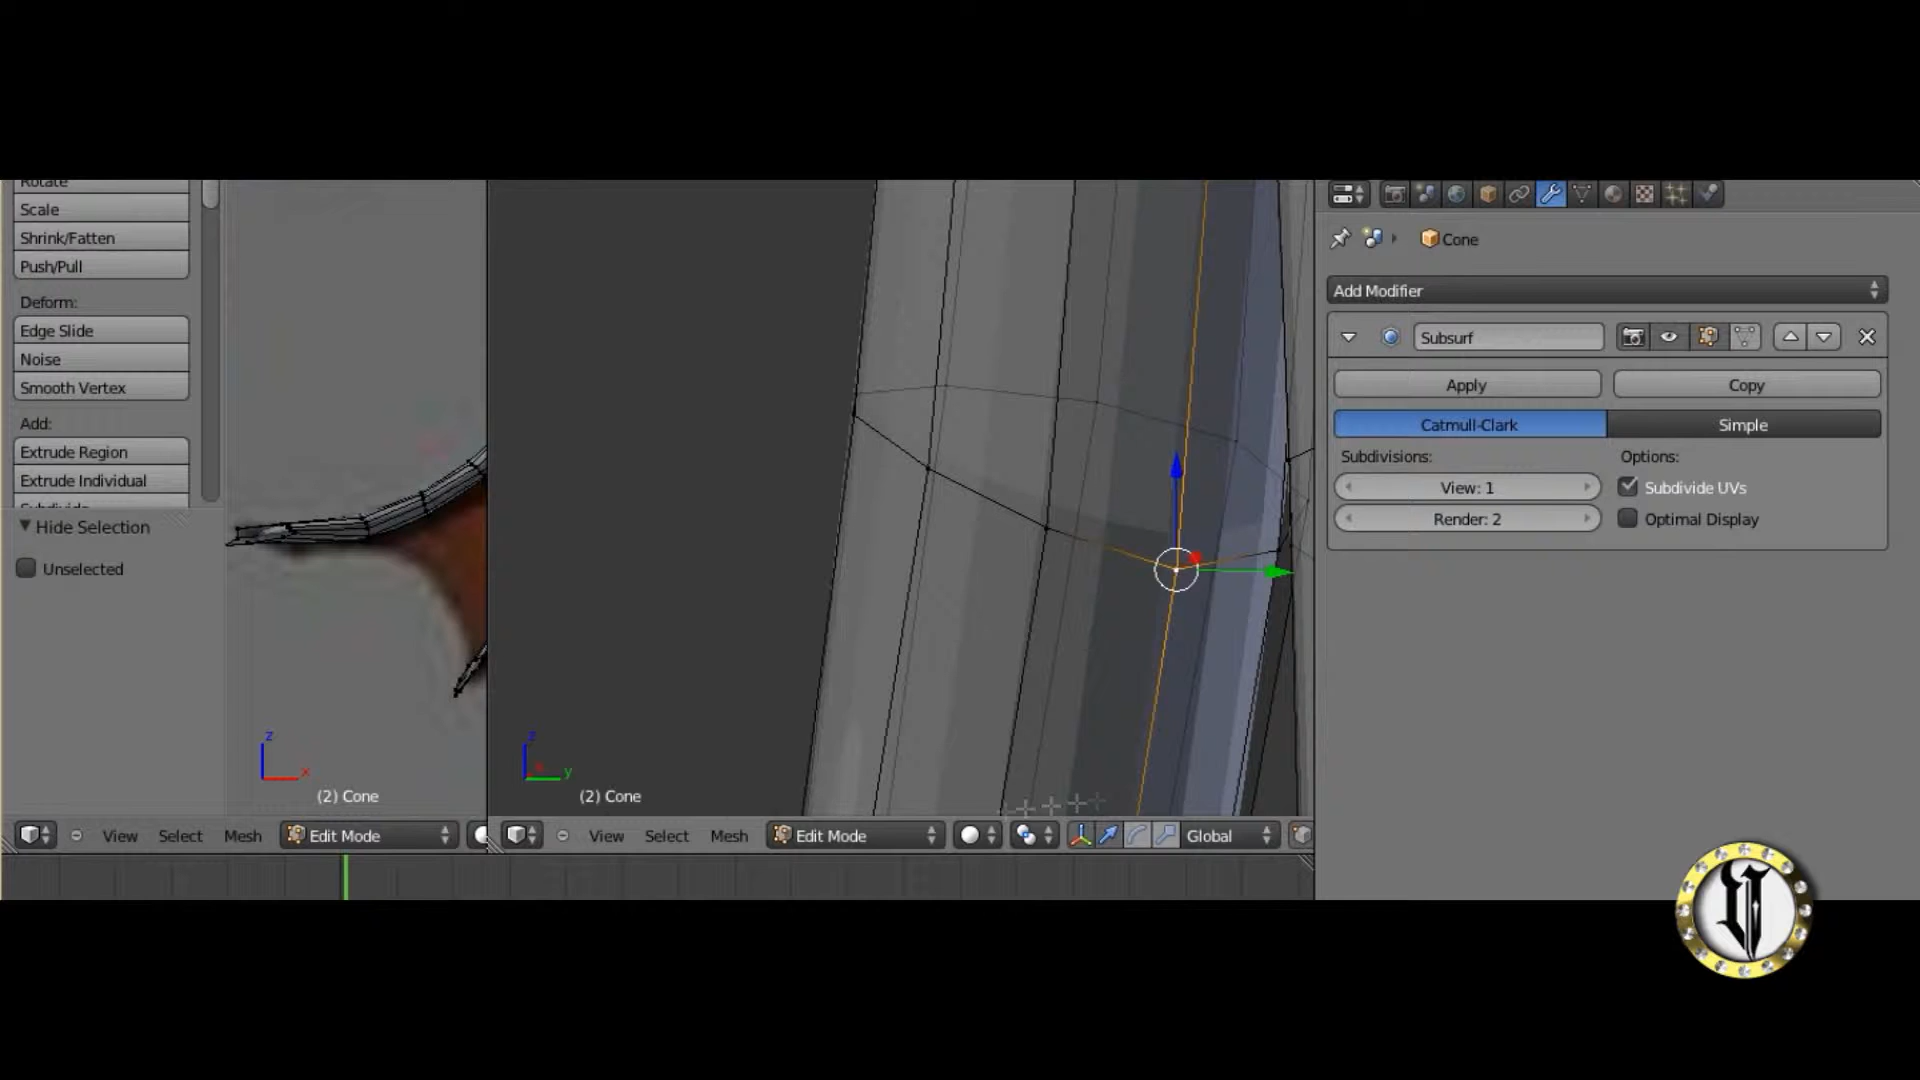 Rotate
Scale
Shrink/Fatten
Push/Pull
Deform:
Edge Slide
Noise
Smooth Vertex
Add:
Extrude Region
Extrude Individual
Subdivide
Hide Selection
Unselected
z
x
(2) Cone
View
Select
Mesh
Edit Mode
z
x
y
(2) Cone
View
Select
Mesh
Edit Mode
Global
Cone
Add Modifier
Subsurf
Apply
Copy
Catmull-Clark
Simple
Subdivisions:
Options:
View: 1
Subdivide UVs
Render: 2
Optimal Display